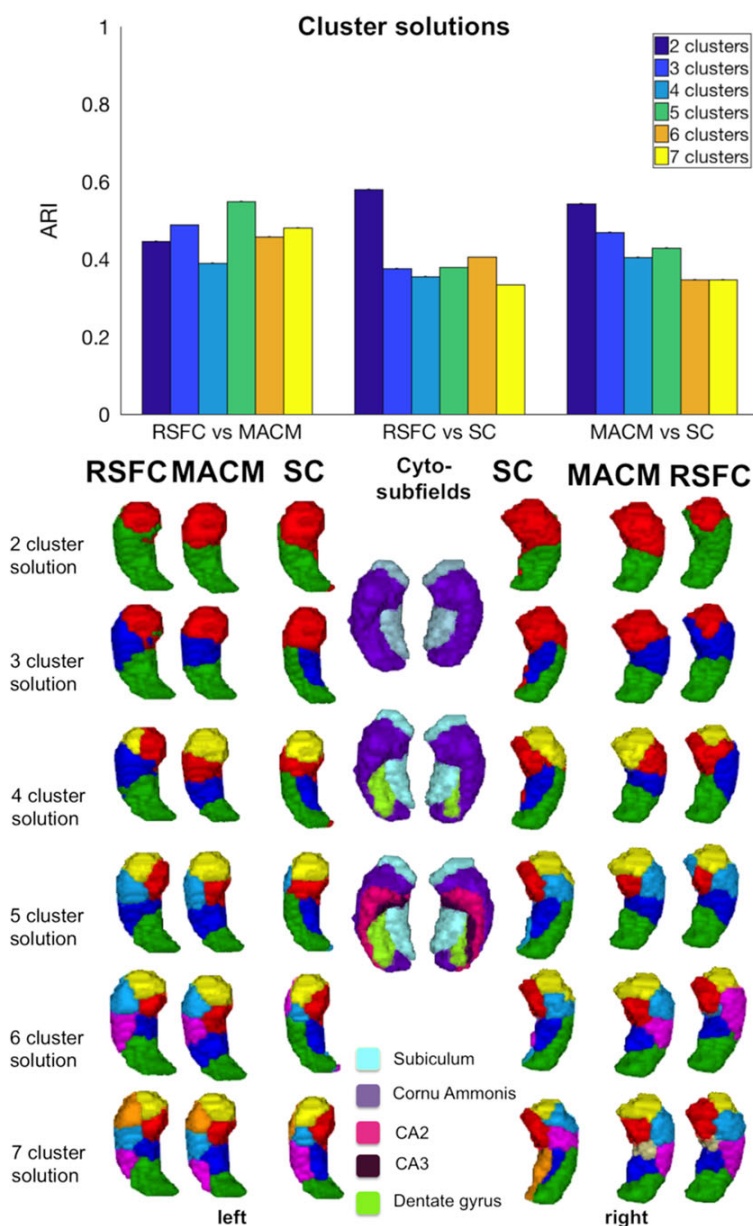 Cluster solutions
1
0.8
0.6
0.4
0.2
0
ARI
2 clusters
3 clusters
4 clusters
5 clusters
6 clusters
7 clusters
RSFC vs MACM
RSFC vs SC
MACM vs SC
RSFC MACM SC Cyto- SC MACM RSFC
subfields
2 cluster
solution
3 cluster
solution
4 cluster
solution
5 cluster
solution
6 cluster
solution
Subiculum
Cornu Ammonis
CA2
CA3
Dentate gyrus
7 cluster
solution
left
right